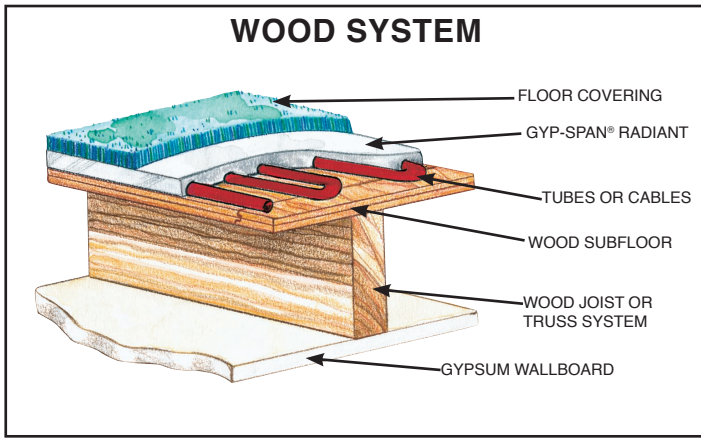 WOOD SYSTEM
FLOOR COVERING
GYP-SPAN® RADIANT
TUBES OR CABLES
WOOD SUBFLOOR
WOOD JOIST OR
TRUSS SYSTEM
GYPSUM WALLBOARD